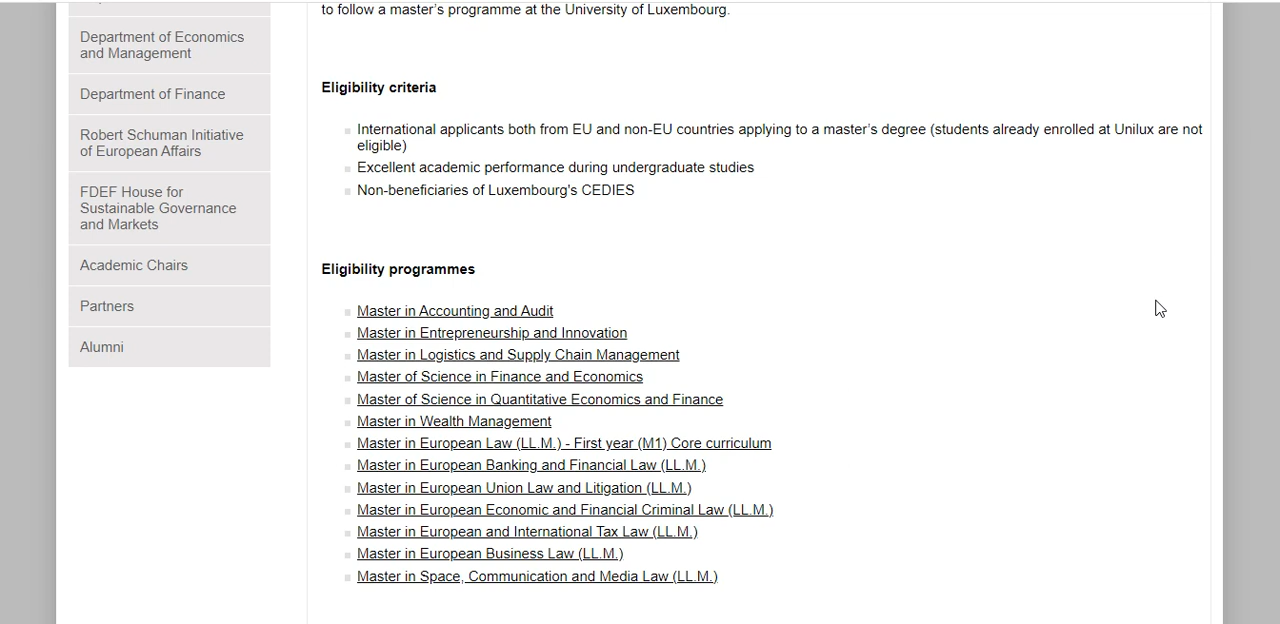 Department of Economics
and Management
Department of Finance
Robert Schuman Initiative
of European Affairs
FDEF House for
Sustainable Governance
and Markets
Academic Chairs
Partners
Alumni
to follow a master's programme at the University of Luxembourg.
Eligibility criteria
International applicants both from EU and non-EU countries applying to a master's degree (students already enrolled at Unilux are not
eligible)
Excellent academic performance during undergraduate studies
Non-beneficiaries of Luxembourg's CEDIES
Eligibility programmes
Master in Accounting and Audit
Master in Entrepreneurship and Innovation
Master in Logistics and Supply Chain Management
Master of Science in Finance and Economics
Master of Science in Quantitative Economics and Finance
Master in Wealth Management
Master in European Law (LL.M.) - First year (M1) Core curriculum
Master in European Banking and Financial Law (LL.M.)
Master in European Union Law and Litigation (LL.M.)
Master in European Economic and Financial Criminal Law (LL.M.)
Master in European and International Tax Law (LL.M.)
Master in European Business Law (LL.M.)
Master in Space, Communication and Media Law (LL.M.)